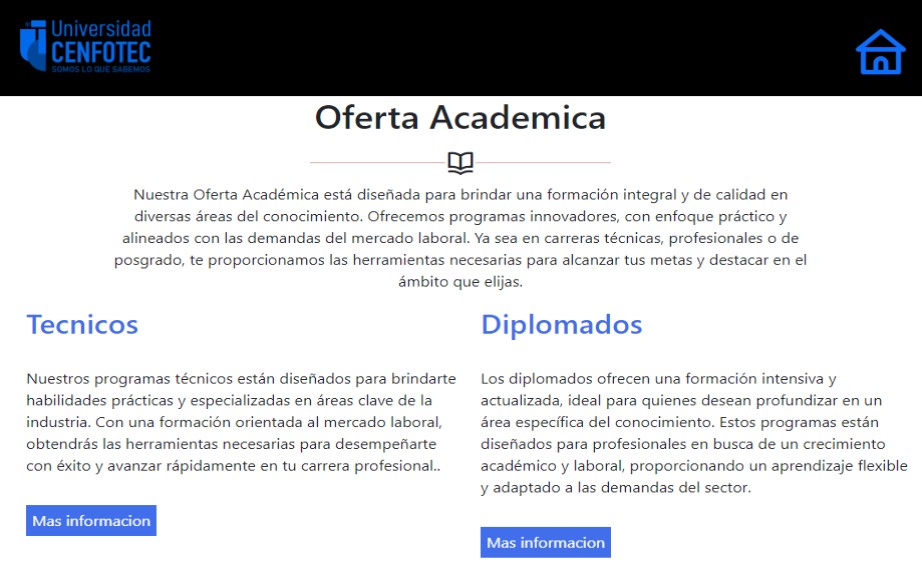 Universidad
CENFOTEC
SOMOS LO QUE SABEMOS
Oferta Academica
Nuestra Oferta Académica está diseñada para brindar una formación integral y de calidad en
diversas áreas del conocimiento. Ofrecemos programas innovadores, con enfoque práctico y
alineados con las demandas del mercado laboral. Ya sea en carreras técnicas, profesionales o de
posgrado, te proporcionamos las herramientas necesarias para alcanzar tus metas y destacar en el
ámbito que elijas.
Tecnicos
Nuestros programas técnicos están diseñados para brindarte
habilidades prácticas y especializadas en áreas clave de la
industria. Con una formación orientada al mercado laboral,
obtendrás las herramientas necesarias para desempeñarte
con éxito y avanzar rápidamente en tu carrera profesional..
Mas informacion
Diplomados
Los diplomados ofrecen una formación intensiva y
actualizada, ideal para quienes desean profundizar en un
área específica del conocimiento. Estos programas están
diseñados para profesionales en busca de un crecimiento
académico y laboral, proporcionando un aprendizaje flexible
y adaptado a las demandas del sector.
Mas informacion